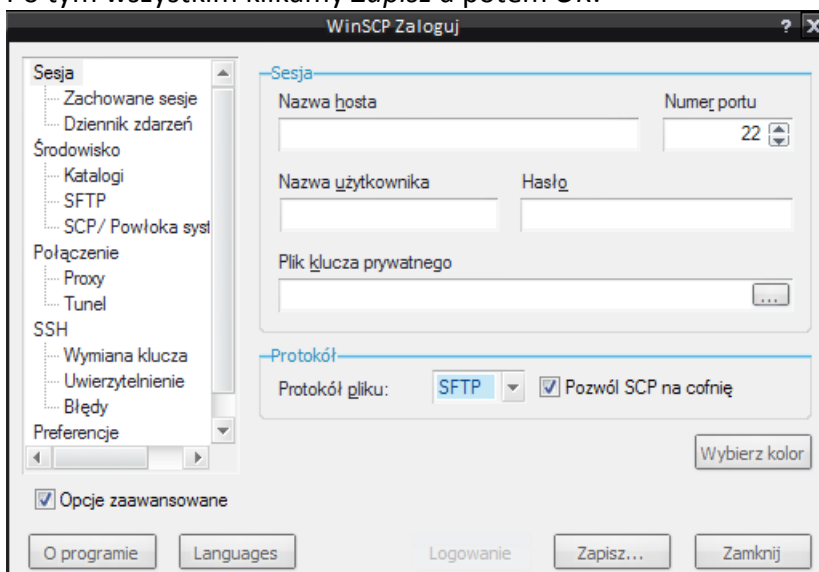 Po tym wszystkim klikamy Zapisz a potem OK.
WinSCP Zaloguj
Sesja
Zachowane sesje
Dziennik zdarzeń
Środowisko
Katalogi
SFTP
SCP/ Powłoka syst
Połączenie
Proxy
Tunel
SSH
Wymiana klucza
Uwierzytelnienie
Błędy
Preferencje
Opcje zaawansowane
Sesja
Nazwa hosta Numer portu
22
Nazwa użytkownika Hasło
Plik klucza prywatnego
...
Protokół
Protokół pliku: SFTP Pozwól SCP na cofnię
Wybierz kolor
O programie Languages Logowanie Zapisz... Zamknij